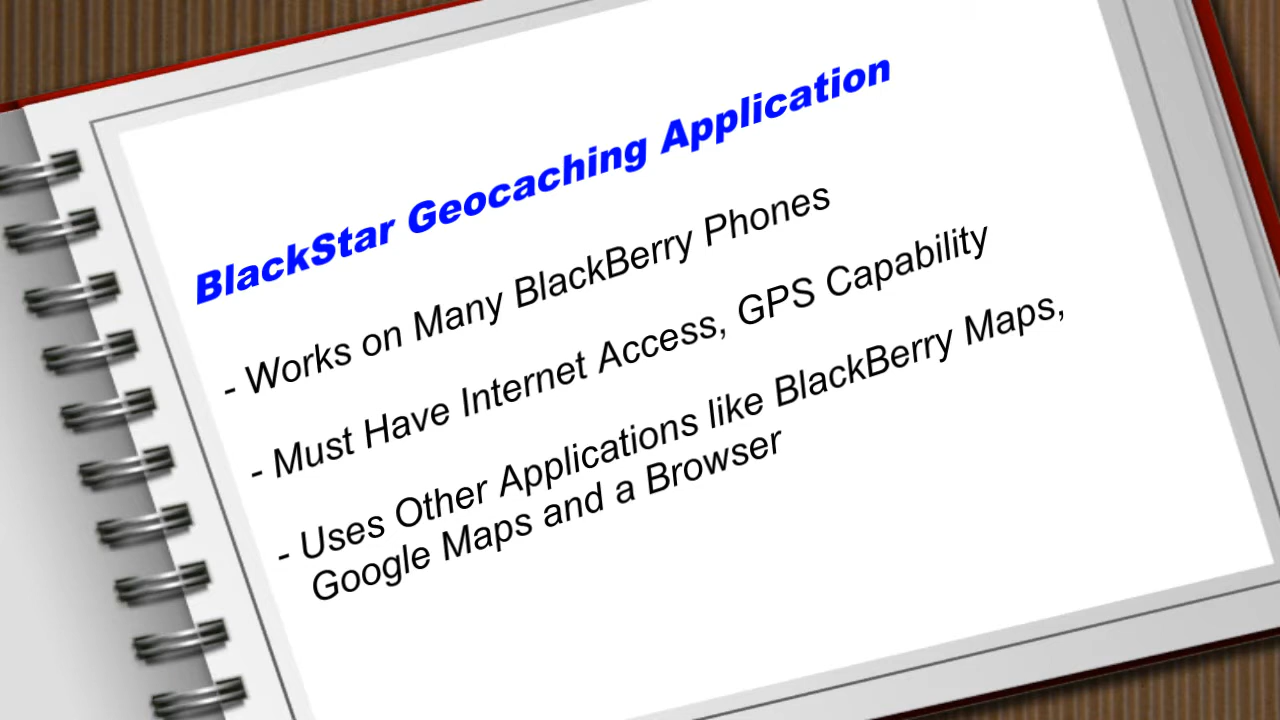 BlackStar Geocaching Application
- Works on Many BlackBerry Phones
- Must Have Internet Access, GPS Capability
- Uses Other Applications like BlackBerry Maps,
Google Maps and a Browser